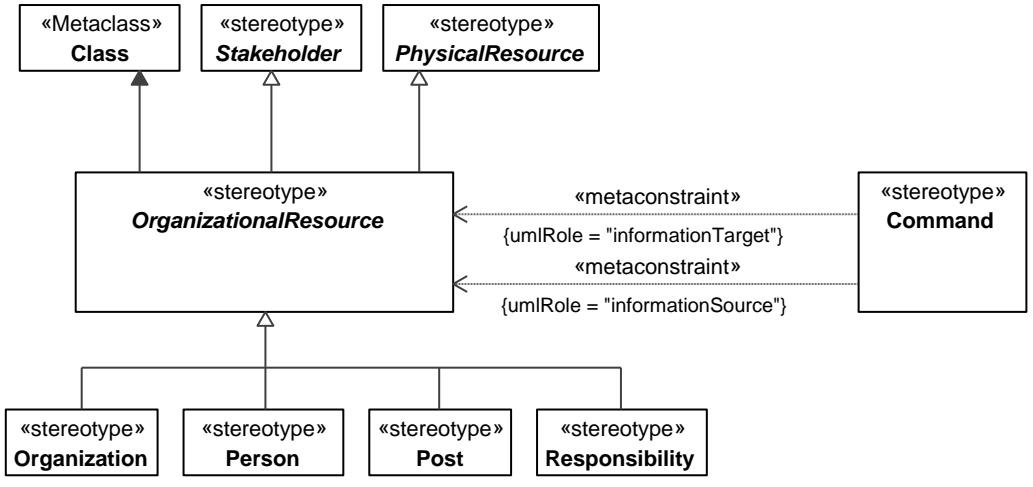 «Metaclass»
Class
«stereotype»
Stakeholder
«stereotype»
PhysicalResource
«stereotype»
OrganizationalResource
«metaconstraint»
{umlRole = "informationTarget"}
«metaconstraint»
{umlRole = "informationSource"}
«stereotype»
Command
«stereotype»
Organization
«stereotype»
Person
«stereotype»
Post
«stereotype»
Responsibility